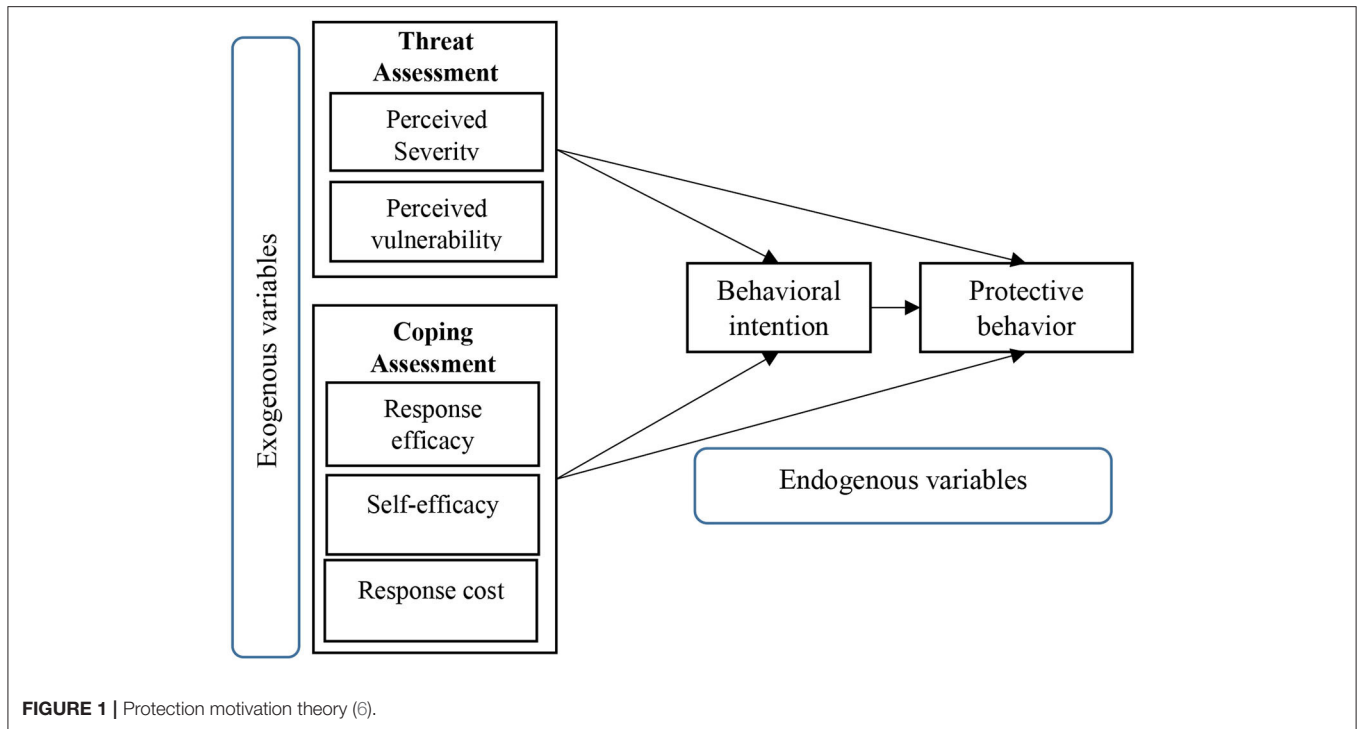 Exogenous variables
Threat
Assessment
Perceived
Severity
Perceived
vulnerability
Coping
Assessment
Response
efficacy
Self-efficacy
Response cost
Behavioral
intention
Protective
behavior
Endogenous variables
FIGURE 1 | Protection motivation theory (6).